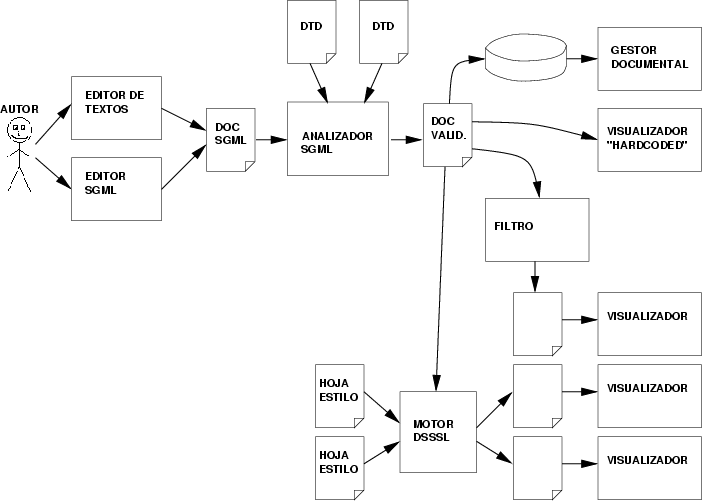 DTD
DTD
GESTOR
DOCUMENTAL
AUTOR
EDITOR DE
TEXTOS
DOC
SGML
ANALIZADOR
SGML
DOC
VALID.
VISUALIZADOR
"HARDCODED"
EDITOR
SGML
FILTRO
VISUALIZADOR
HOJA
ESTILO
MOTOR
DSSSL
VISUALIZADOR
HOJA
ESTILO
VISUALIZADOR